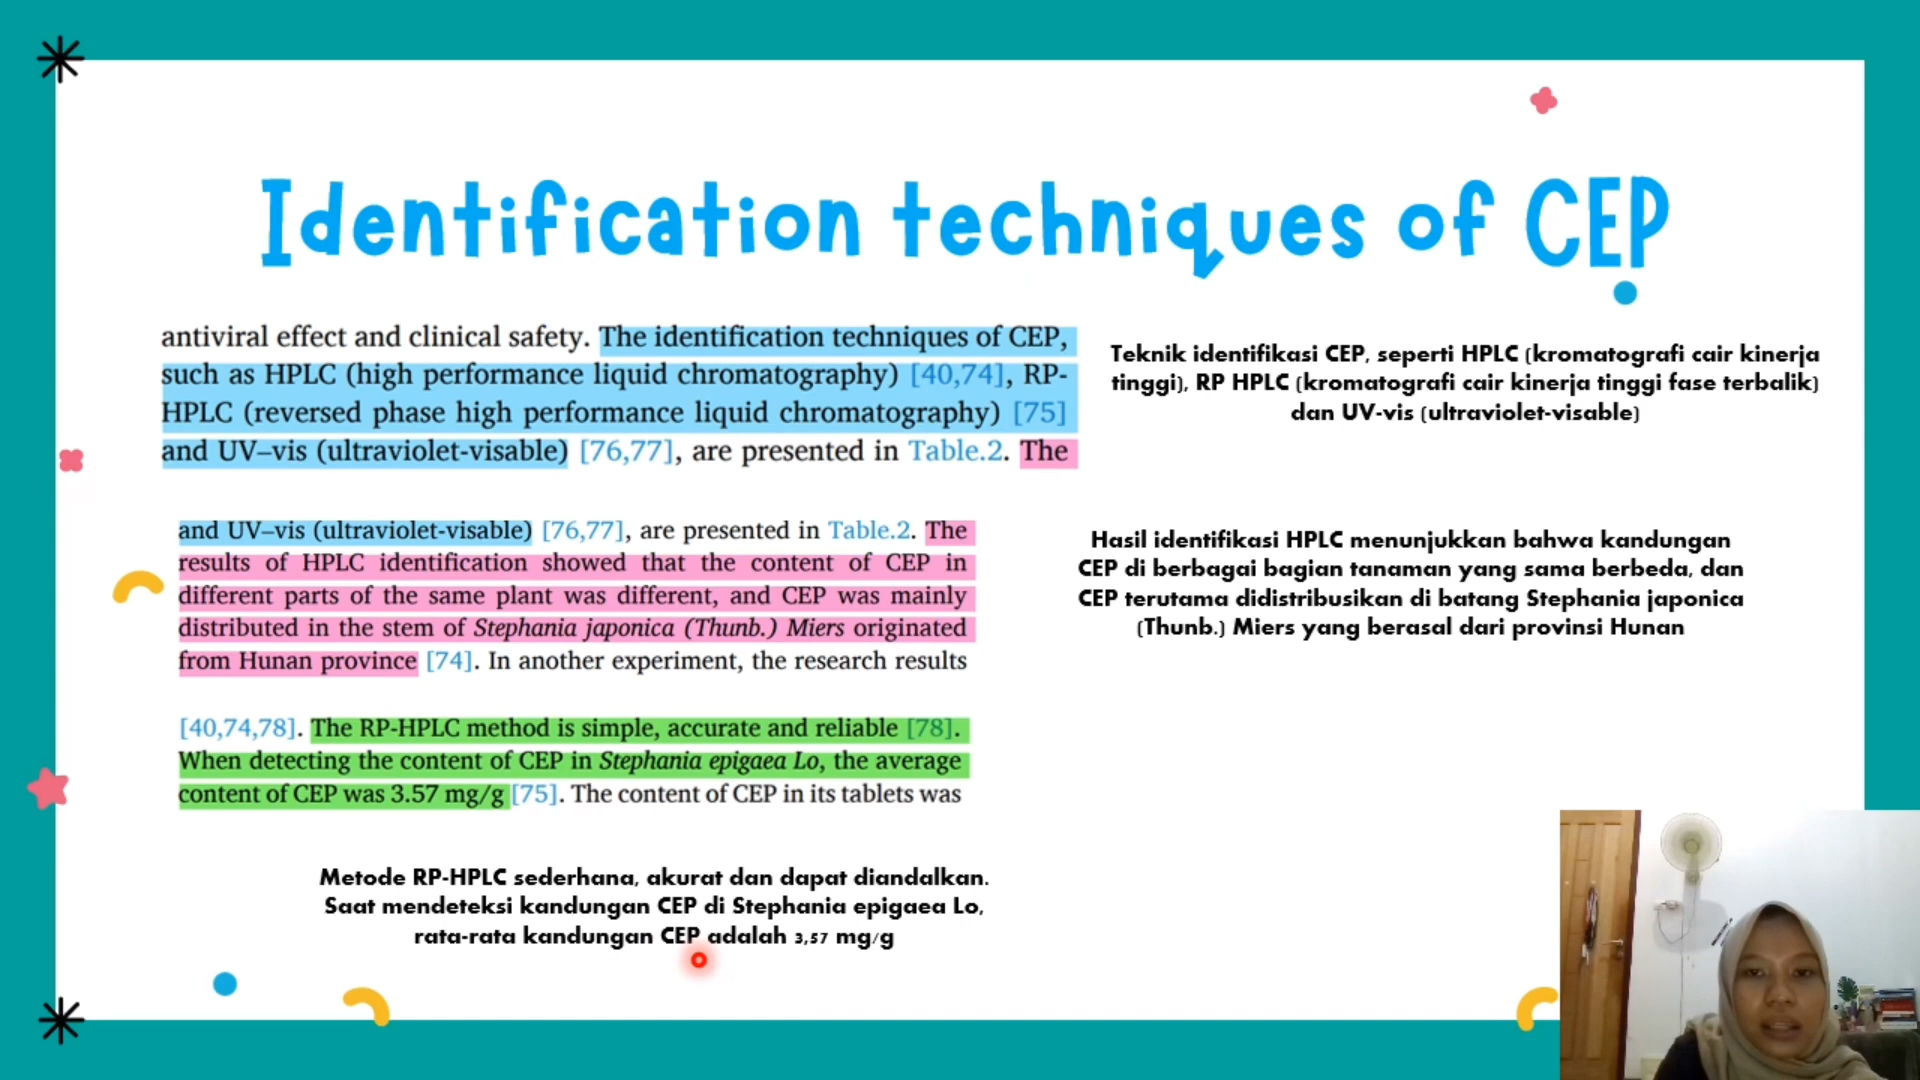 Identification techniques of CEP
antiviral effect and clinical safety. The identification techniques of CEP,
such as HPLC (high performance liquid chromatography) [40,74], RP-
HPLC (reversed phase high performance liquid chromatography) [75]
and UV–vis (ultraviolet-visable) [76,77], are presented in Table.2. The
Teknik identifikasi CEP, seperti HPLC (kromatografi cair kinerja
tinggi), RP HPLC (kromatografi cair kinerja tinggi fase terbalik)
dan UV-vis (ultraviolet-visable)
and UV–vis (ultraviolet-visable) [76,77], are presented in Table.2. The
results of HPLC identification showed that the content of CEP in
different parts of the same plant was different, and CEP was mainly
distributed in the stem of Stephania japonica (Thunb.) Miers originated
from Hunan province [74]. In another experiment, the research results
Hasil identifikasi HPLC menunjukkan bahwa kandungan
CEP di berbagai bagian tanaman yang sama berbeda, dan
CEP terutama didistribusikan di batang Stephania japonica
(Thunb.) Miers yang berasal dari provinsi Hunan
[40,74,78]. The RP-HPLC method is simple, accurate and reliable [78].
When detecting the content of CEP in Stephania epigaea Lo, the average
content of CEP was 3.57 mg/g [75]. The content of CEP in its tablets was
Metode RP-HPLC sederhana, akurat dan dapat diandalkan.
Saat mendeteksi kandungan CEP di Stephania epigaea Lo,
rata-rata kandungan CEP adalah 3,57 mg/g